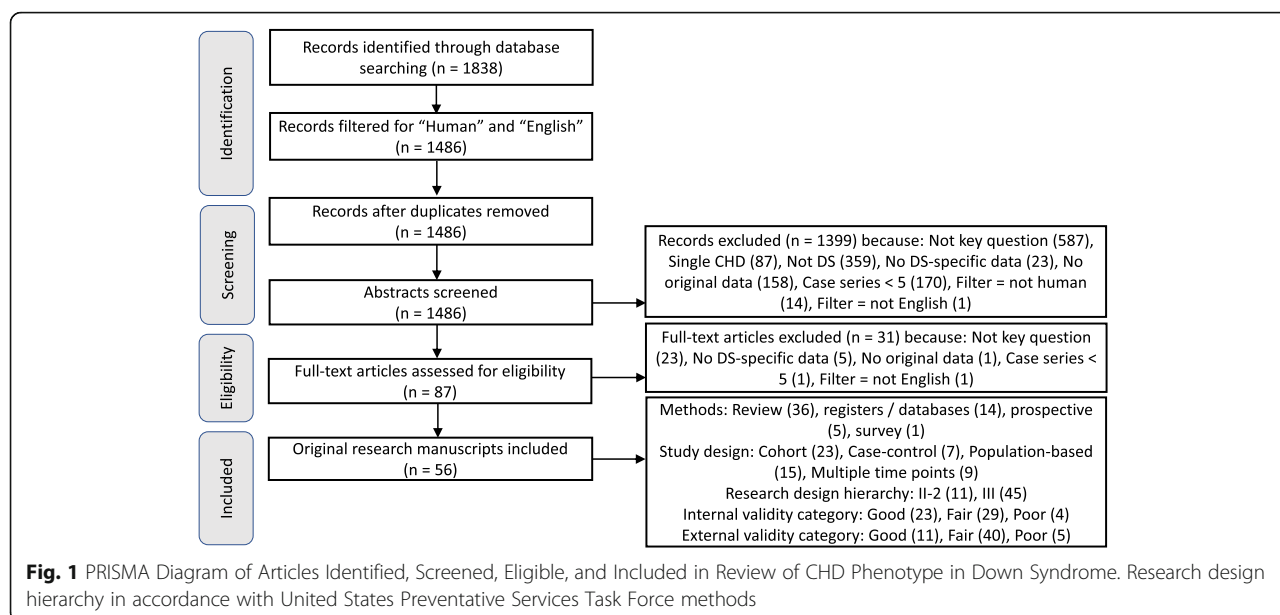 Identification
Records identified through database
searching (n = 1838)
Records filtered for “Human” and “English”
(n = 1486)
Screening
Records after duplicates removed
(n = 1486)
Abstracts screened
(n = 1486)
Records excluded (n = 1399) because: Not key question (587),
Single CHD (87), Not DS (359), No DS-specific data (23), No
original data (158), Case series < 5 (170), Filter = not human
(14), Filter = not English (1)
Eligibility
Full-text articles assessed for eligibility
(n = 87)
Full-text articles excluded (n = 31) because: Not key question
(23), No DS-specific data (5), No original data (1), Case series <
5 (1), Filter = not English (1)
Included
Original research manuscripts included
(n = 56)
Methods: Review (36), registers / databases (14), prospective
(5), survey (1)
Study design: Cohort (23), Case-control (7), Population-based
(15), Multiple time points (9)
Research design hierarchy: II-2 (11), III (45)
Internal validity category: Good (23), Fair (29), Poor (4)
External validity category: Good (11), Fair (40), Poor (5)
Fig. 1 PRISMA Diagram of Articles Identified, Screened, Eligible, and Included in Review of CHD Phenotype in Down Syndrome. Research design
hierarchy in accordance with United States Preventative Services Task Force methods